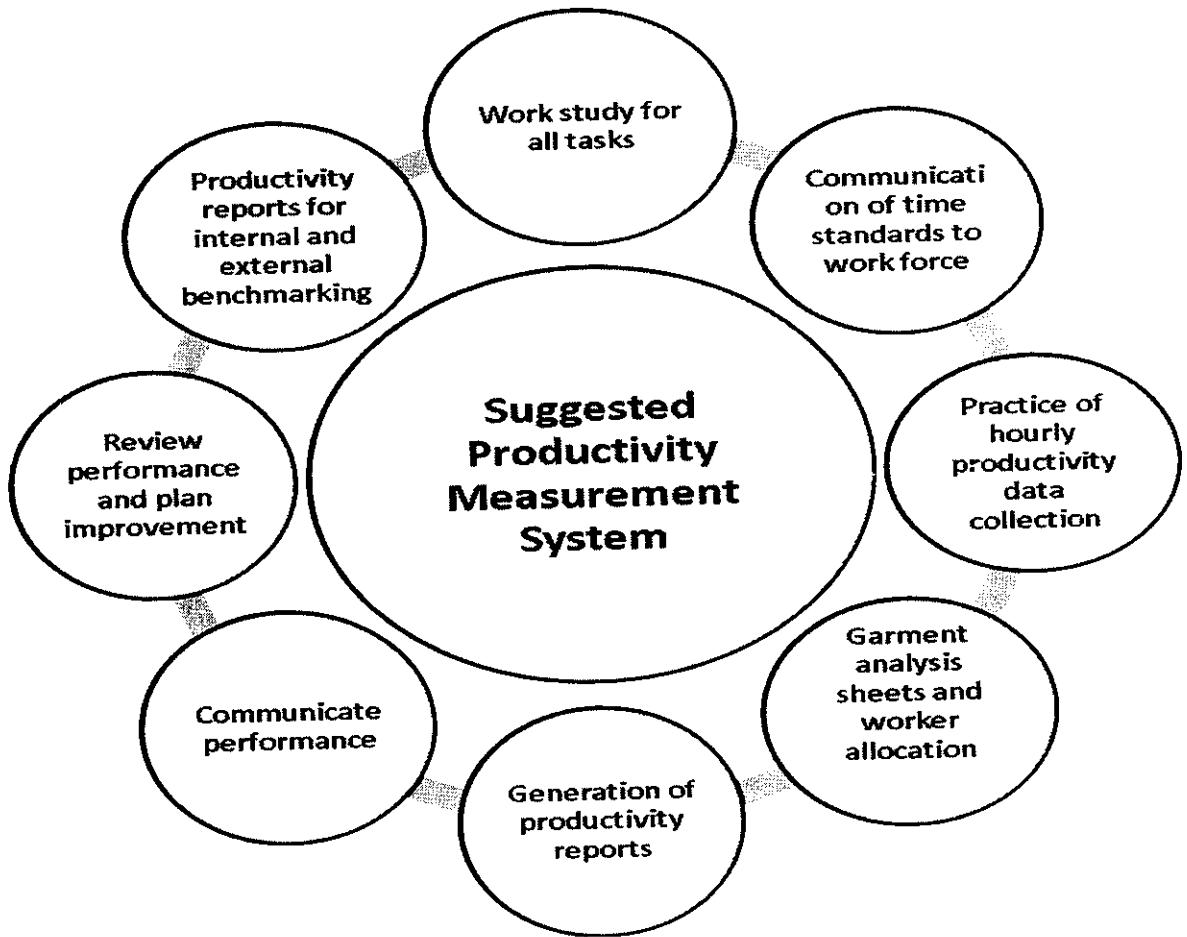 Work study for
all tasks
Communicati
on of time
standards to
work force
Practice of
hourly
productivity
data
collection
Garment
analysis
sheets and
worker
allocation
Generation of
productivity
reports
Communicate
performance
Review
performance
and plan
improvement
Productivity
reports for
internal and
external
benchmarking
Suggested
Productivity
Measurement
System